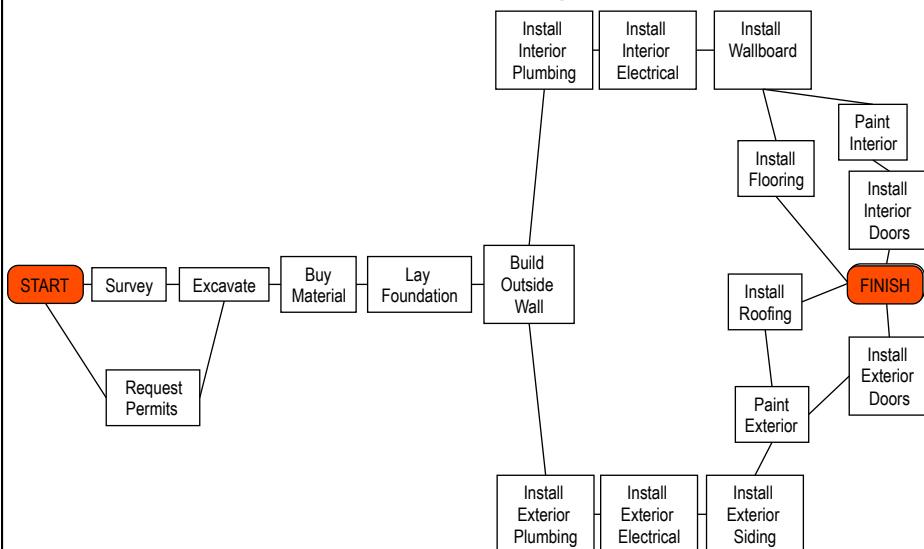 Install
Interior
Plumbing
Install
Interior
Electrical
Install
Wallboard
Paint
Interior
Install
Flooring
Install
Interior
Doors
START
Survey
Excavate
Buy
Material
Lay
Foundation
Build
Outside
Wall
Install
Roofing
FINISH
Request
Permits
Paint
Exterior
Install
Exterior
Doors
Install
Exterior
Plumbing
Install
Exterior
Electrical
Install
Exterior
Siding